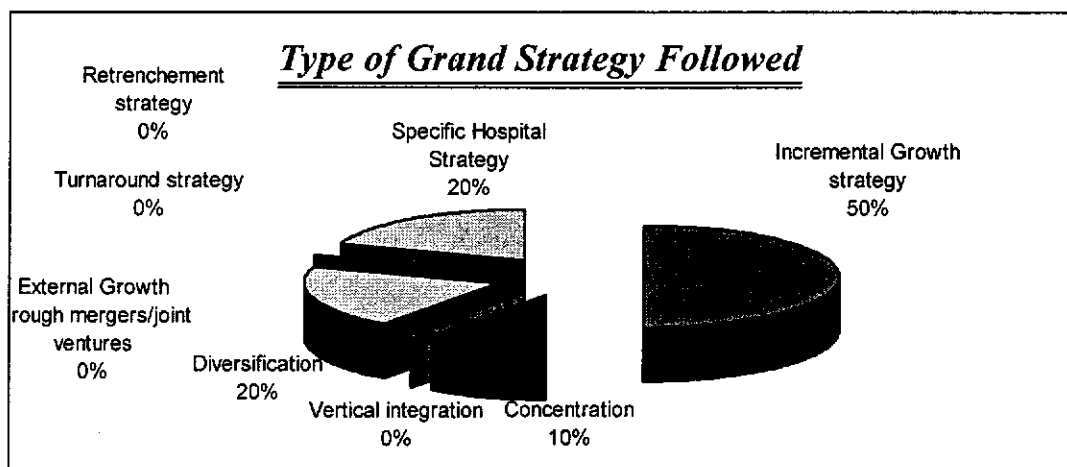 Type of Grand Strategy Followed
Retrenchement
strategy
0%
Turnaround strategy
0%
External Growth
rough mergers/joint
ventures
0%
Diversification
20%
Vertical integration
0%
Concentration
10%
Specific Hospital
Strategy
20%
Incremental Growth
strategy
50%